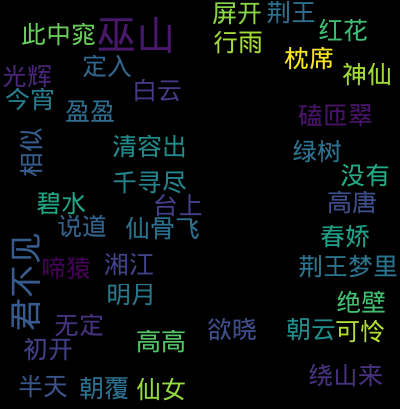 屏开
荆王
此中窕
巫山
红花
行雨
枕席
定入
神仙
光辉
白云
今宵
盈盈
磕匝翠
相似
清容出
绿树
没有
千寻尽
碧水
台上
高唐
说道
仙骨飞
春娇
君不见
啼猿
湘江
荆王梦里
明月
绝壁
无定
欲晓
朝云
可怜
初开
高高
绕山来
半天
朝覆
仙女